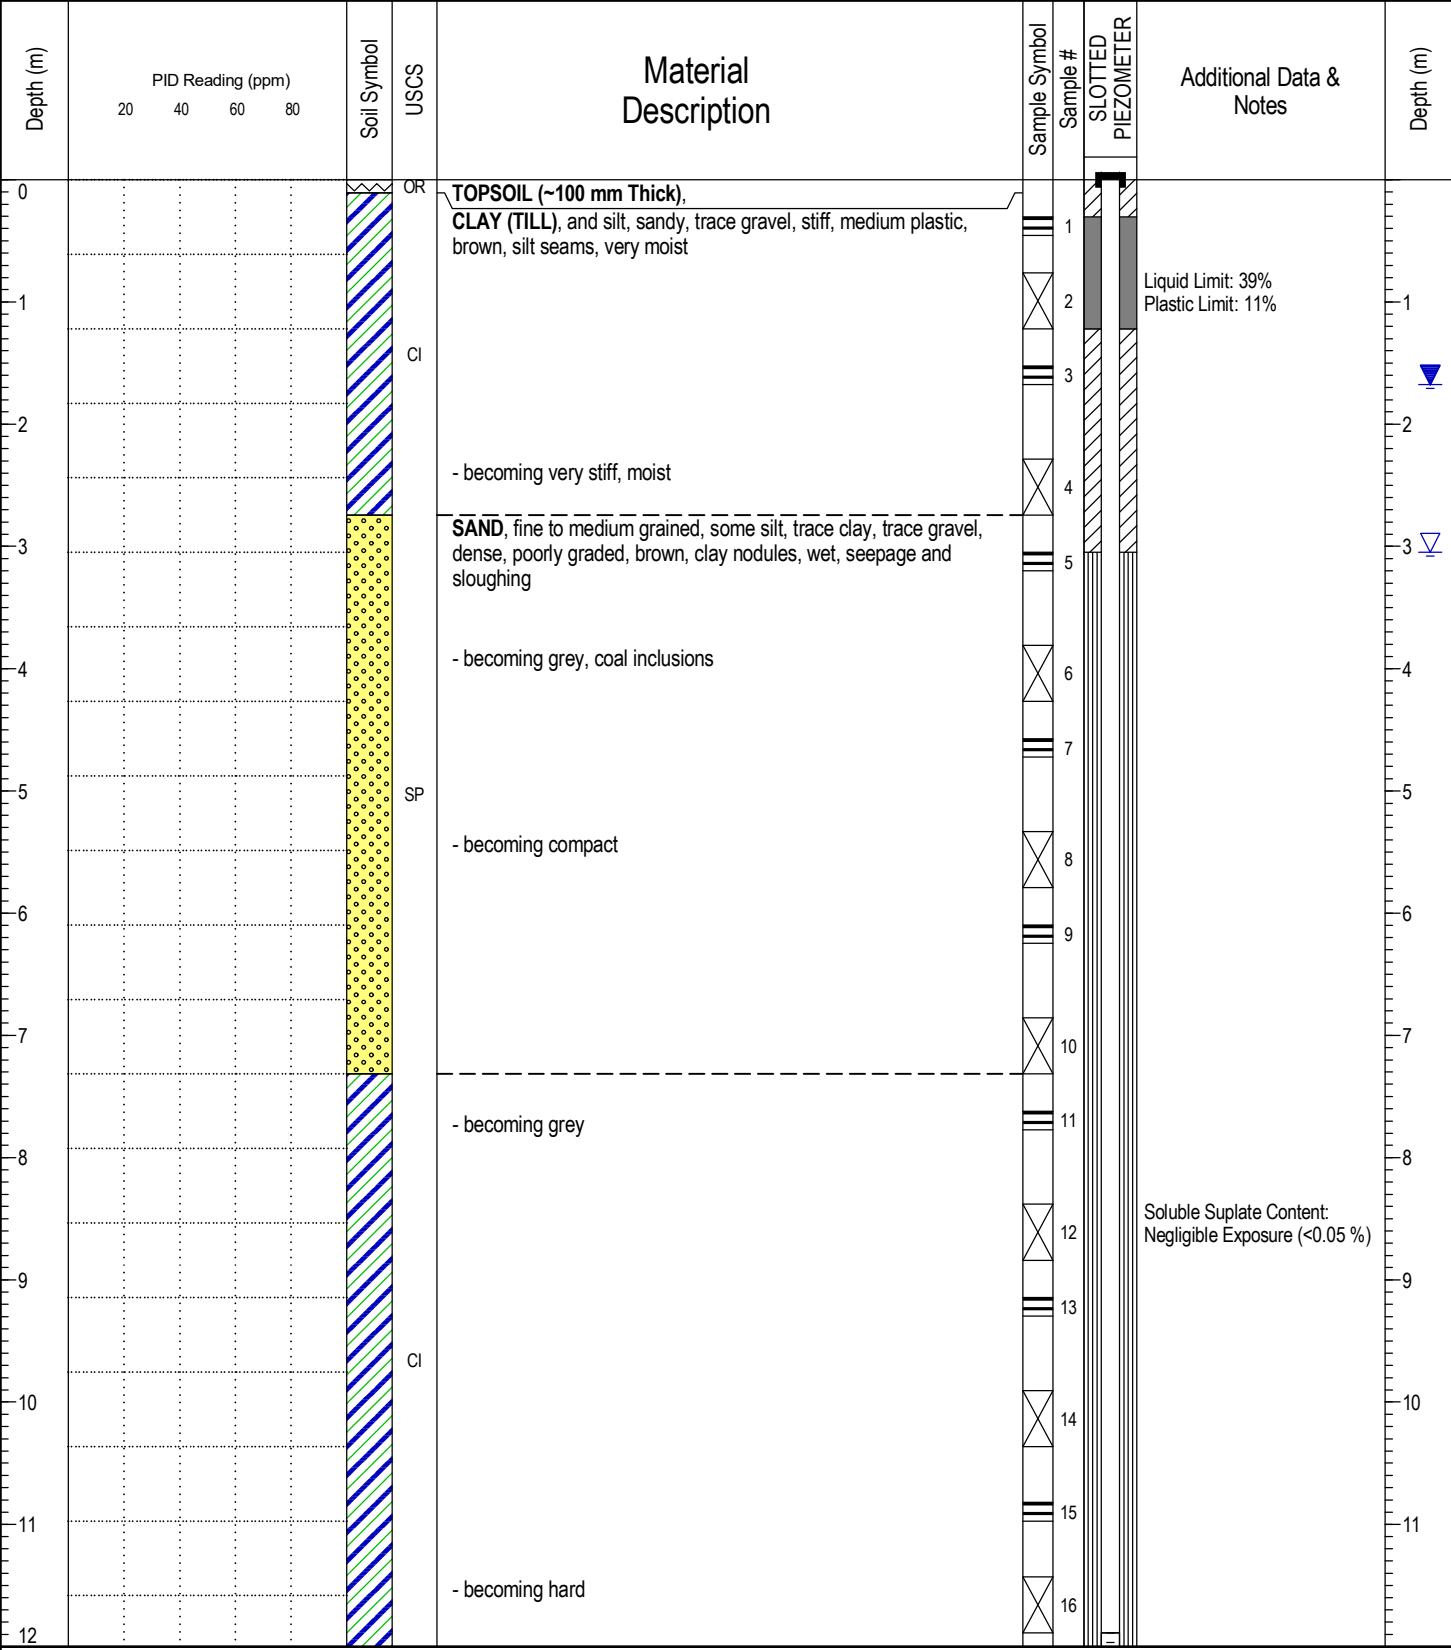 Depth (m)
PID Reading (ppm)
20 40 60 80
Soil Symbol
USCS
Material
Description
Sample Symbol
Sample #
SLOTTED
PIEZOMETER
Additional Data &
Notes
Depth (m)
0
OR
TOPSOIL (~100 mm Thick),
CLAY (TILL), and silt, sandy, trace gravel, stiff, medium plastic,
brown, silt seams, very moist
1
1
2
Liquid Limit: 39%
Plastic Limit: 11%
1
CI
3
2
2
- becoming very stiff, moist
4
SAND, fine to medium grained, some silt, trace clay, trace gravel,
dense, poorly graded, brown, clay nodules, wet, seepage and
sloughing
3
5
3
4
- becoming grey, coal inclusions
6
4
7
5
SP
5
- becoming compact
8
6
6
9
7
10
7
- becoming grey
11
8
8
12
Soluble Suplate Content:
Negligible Exposure (<0.05 %)
9
9
13
CI
10
14
10
15
11
11
- becoming hard
16
12